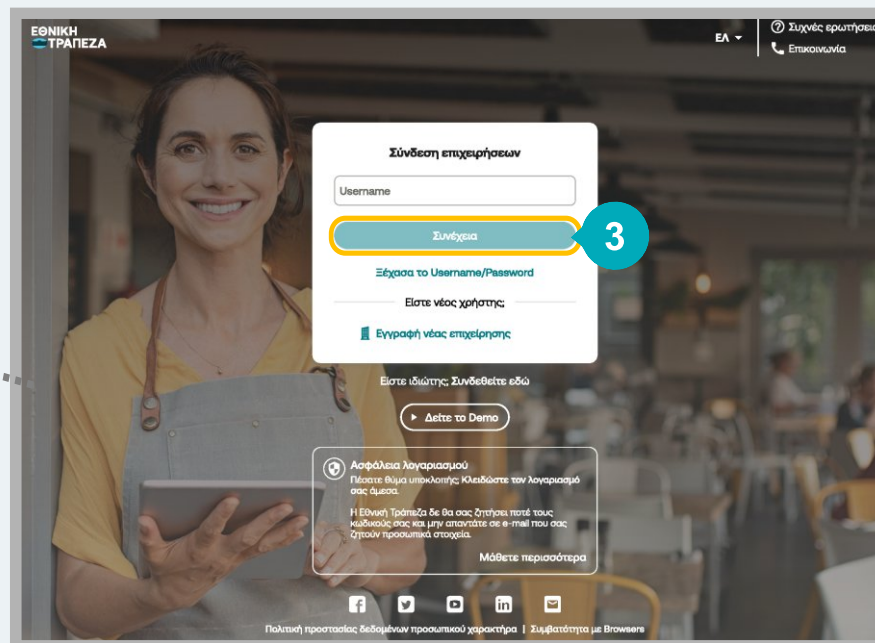 ΕΘΝΙΚΗ
ΤΡΑΠΕΖΑ
ΕΛ
Συχνές ερωτήσεις
Επικοινωνία
Σύνδεση επιχειρήσεων
Username
Συνέχεια
3
Ξέχασα το Username/Password
Είστε νέος χρήστης;
Εγγραφή νέας επιχείρησης
Είστε ιδιώτης; Συνδεθείτε εδώ
Δείτε το Demo
Ασφάλεια λογαριασμού
Πέσατε θύμα υποκλοπής; Κλειδώστε τον λογαριασμό
σας άμεσα.
Η Εθνική Τράπεζα δε θα σας ζητήσει ποτέ τους
κωδικούς σας και μην απαντάτε σε e-mail που σας
ζητούν προσωπικά στοιχεία.
Μάθετε περισσότερα
Πολιτική προστασίας δεδομένων προσωπικού χαρακτήρα | Συμβατότητα με Browsers